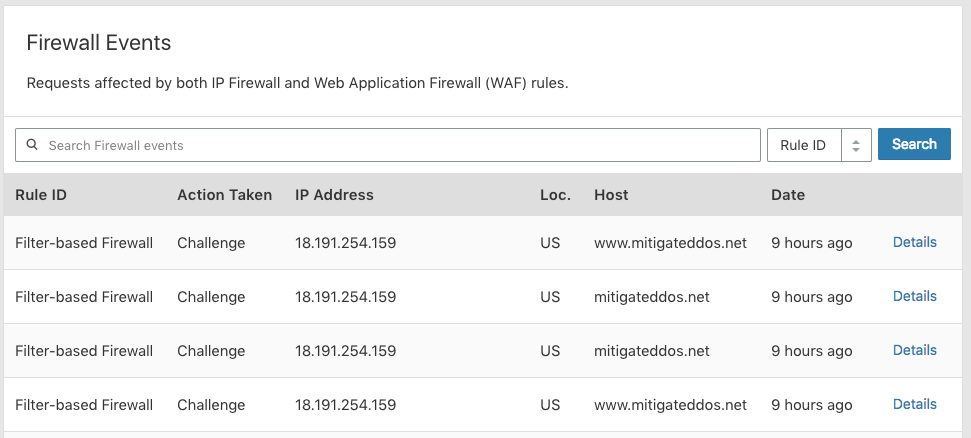 Firewall Events
Requests affected by both IP Firewall and Web Application Firewall (WAF) rules.
Search Firewall events Rule ID Search
Rule ID Action Taken IP Address Loc. Host Date
Filter-based Firewall Challenge 18.191.254.159 US www.mitigateddos.net 9 hours ago Details
Filter-based Firewall Challenge 18.191.254.159 US mitigateddos.net 9 hours ago Details
Filter-based Firewall Challenge 18.191.254.159 US mitigateddos.net 9 hours ago Details
Filter-based Firewall Challenge 18.191.254.159 US www.mitigateddos.net 9 hours ago Details